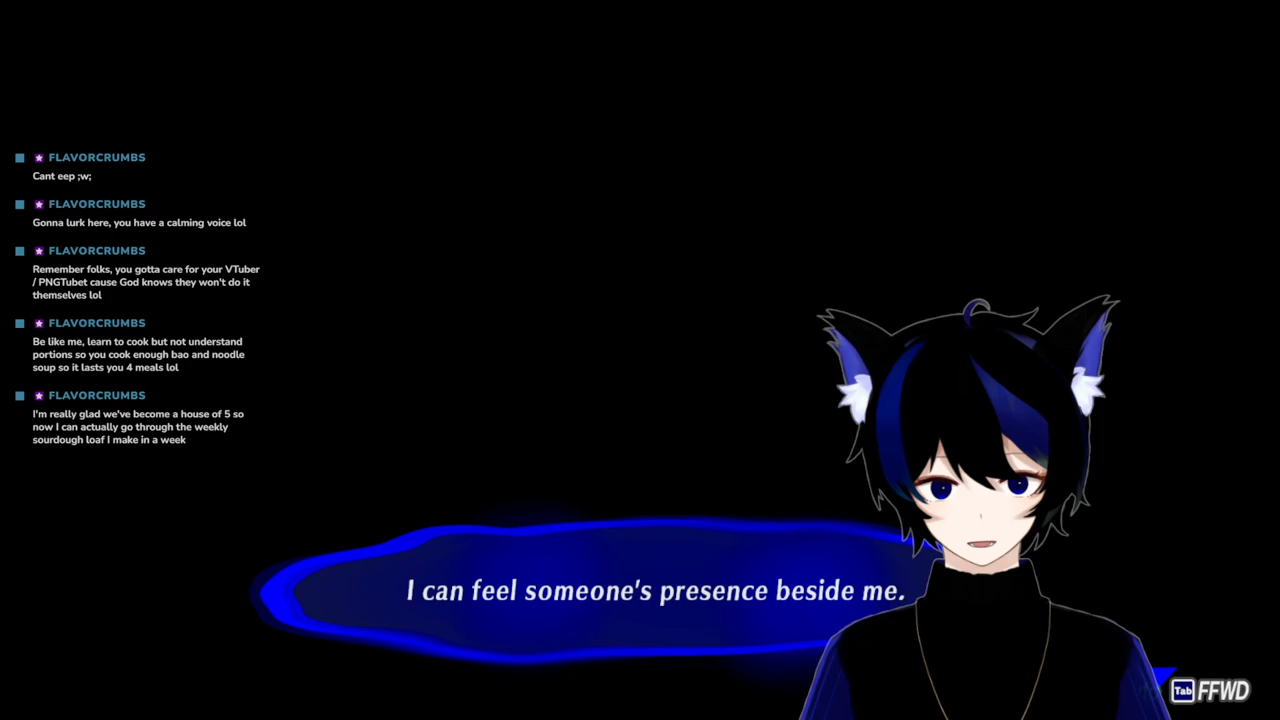 FLAVORCRUMBS
Cant eep ;w;
FLAVORCRUMBS
Gonna lurk here, you have a calming voice lol
FLAVORCRUMBS
Remember folks, you gotta care for your VTuber
/ PNGTubet cause God knows they won't do it
themselves lol
FLAVORCRUMBS
Be like me, learn to cook but not understand
portions so you cook enough bao and noodle
soup so it lasts you 4 meals lol
FLAVORCRUMBS
I'm really glad we've become a house of 5 so
now I can actually go through the weekly
sourdough loaf I make in a week
I can feel someone's presence beside me.
Tab FFWD